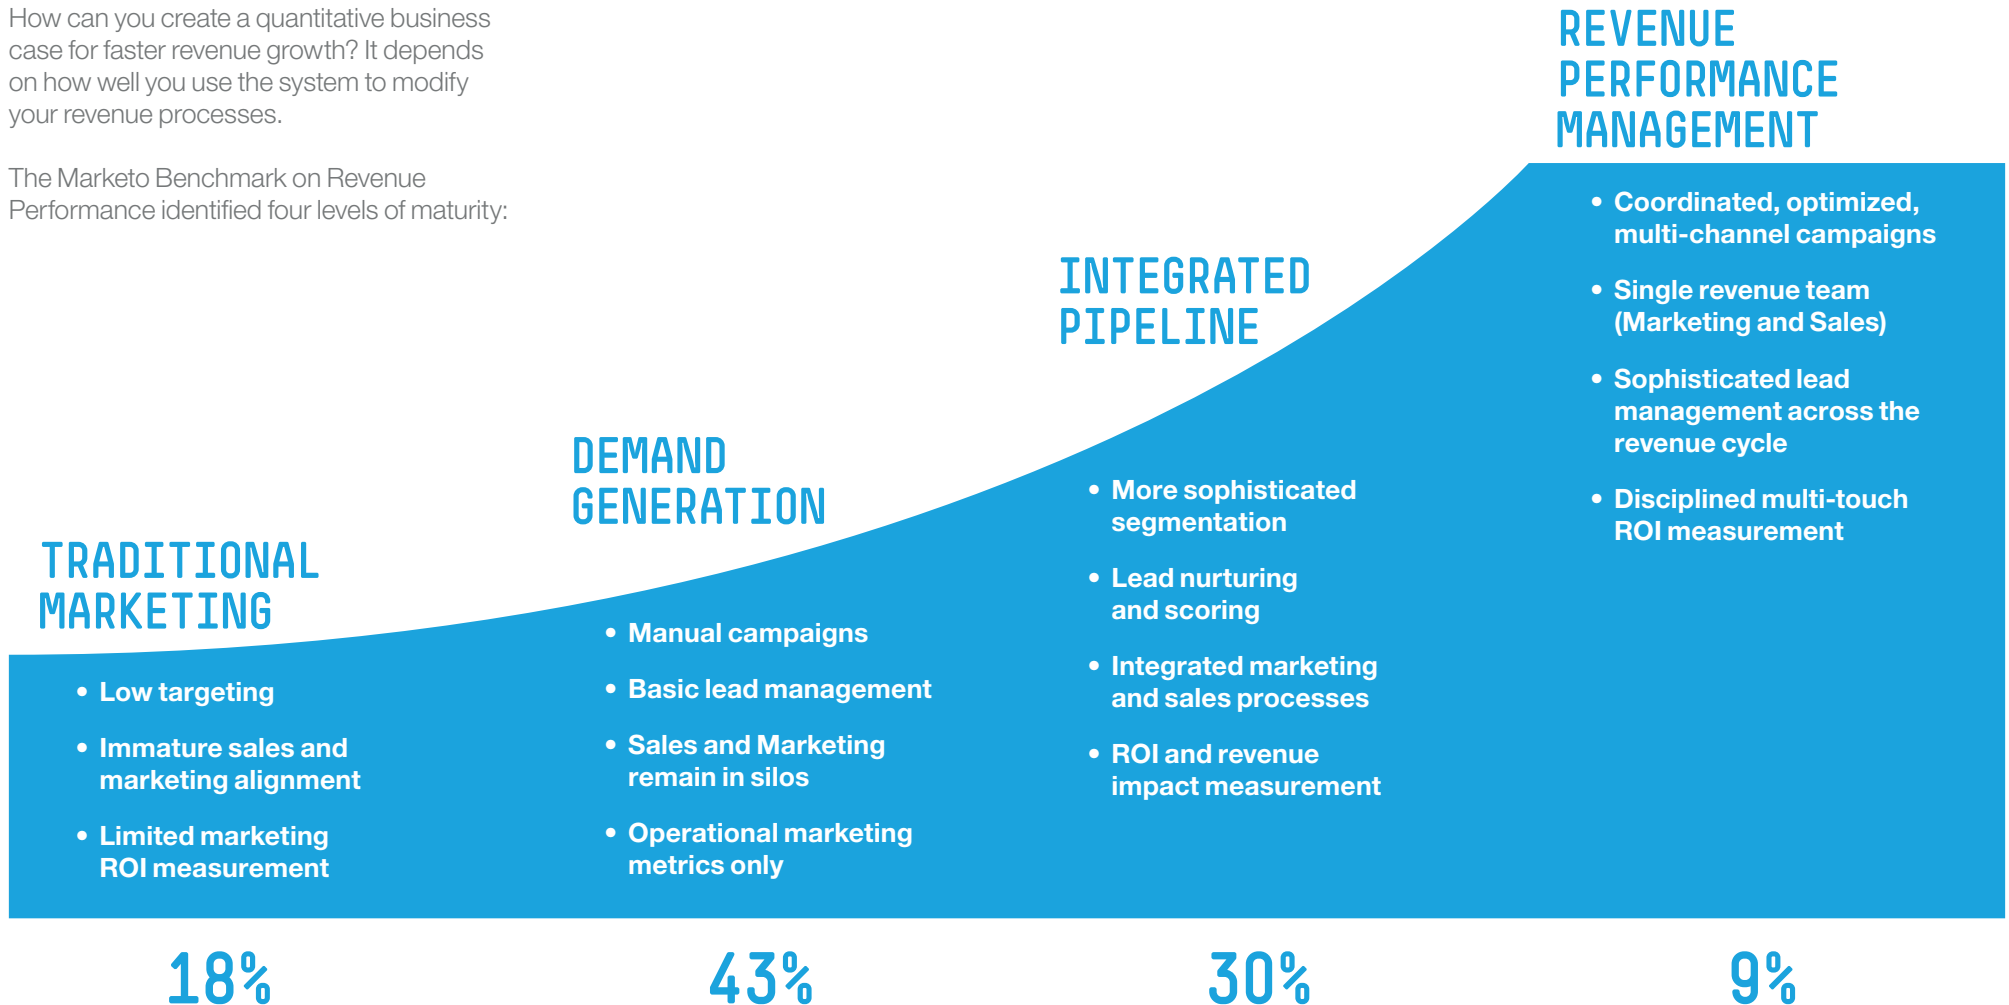 How can you create a quantitative business
case for faster revenue growth? It depends
on how well you use the system to modify
your revenue processes.
The Marketo Benchmark on Revenue
Performance identified four levels of maturity:
TRADITIONAL
MARKETING
• Low targeting
• Immature sales and
marketing alignment
• Limited marketing
ROI measurement
18%
DEMAND
GENERATION
• Manual campaigns
• Basic lead management
• Sales and Marketing
remain in silos
• Operational marketing
metrics only
43%
INTEGRATED
PIPELINE
• More sophisticated
segmentation
• Lead nurturing
and scoring
• Integrated marketing
and sales processes
• ROI and revenue
impact measurement
30%
REVENUE
PERFORMANCE
MANAGEMENT
• Coordinated, optimized,
multi-channel campaigns
• Single revenue team
(Marketing and Sales)
• Sophisticated lead
management across the
revenue cycle
• Disciplined multi-touch
ROI measurement
9%